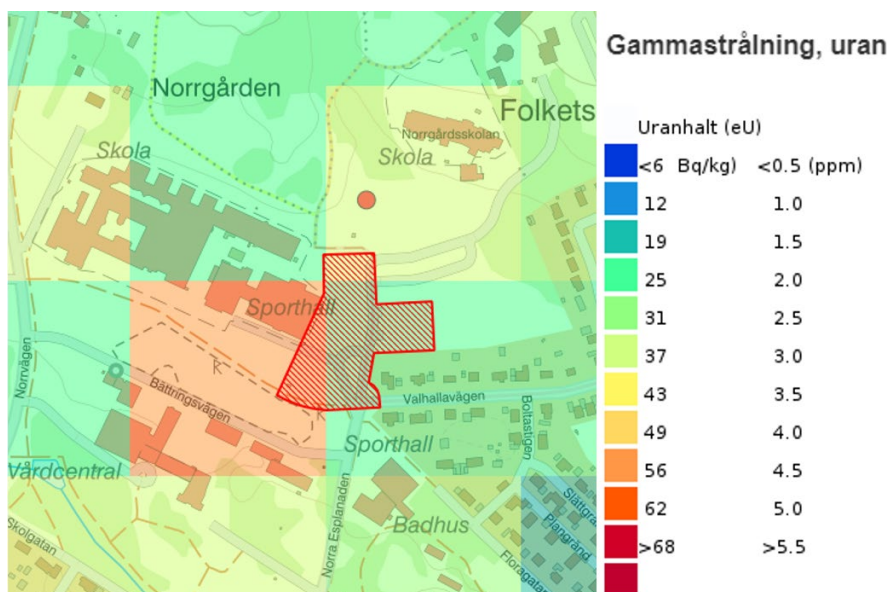 Gammastrålning, uran
Norrgården
Folkets
Norrgårdsskolan
Skola
Skola
Sporthall
Norrvägen
Bättringsvägen
Valhallavägen
Boltastigen
Sporthall
Vårdcentral
Norra Esplanaden
Badhus
Skolgatan
Plangränd
Floragatan
Uranhalt (eU)
<6 Bq/kg) <0.5 (ppm)
12 1.0
19 1.5
25 2.0
31 2.5
37 3.0
43 3.5
49 4.0
56 4.5
62 5.0
>68 >5.5